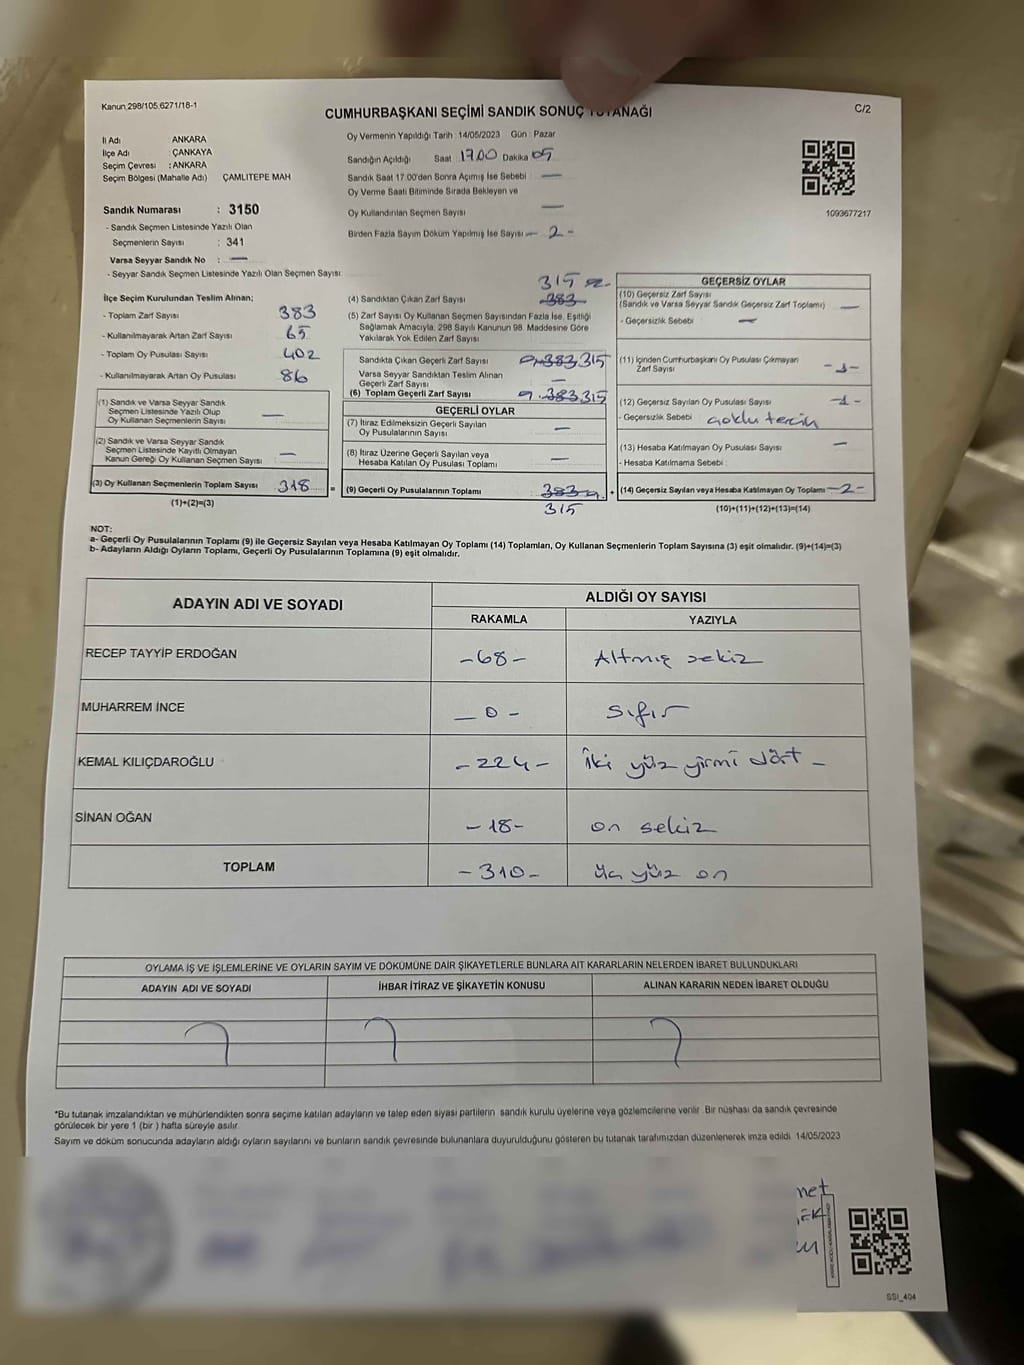 Kanun,298/105.6271/18-1
CUMHURBAŞKANI SEÇİMİ SANDIK SONUÇ TUTANAĞI
C/2
İl Adı ANKARA
İlçe Adı ÇANKAYA
Seçim Çevresi : ANKARA
Seçim Bölgesi (Mahalle Adı) ÇAMLITEPE MAH
Oy Vermenin Yapıldığı Tarih : 14/05/2023 Gün : Pazar
Sandığın Açıldığı Saat 17.00 Dakika 05
Sandık Saat 17:00'den Sonra Açımış İse Sebebi —
Oy Verme Saati Bitiminde Sırada Bekleyen ve
Oy Kullandırılan Seçmen Sayısı —
Birden Fazla Sayım Döküm Yapılmış İse Sayısı – 2 -
1093677217
Sandık Numarası : 3150
- Sandık Seçmen Listesinde Yazılı Olan
Seçmenlerin Sayısı : 341
Varsa Seyyar Sandık No : —
- Seyyar Sandık Seçmen Listesinde Yazılı Olan Seçmen Sayısı
İlçe Seçim Kurulundan Teslim Alınan;
- Toplam Zarf Sayısı 383
- Kullanılmayarak Artan Zarf Sayısı 65
- Toplam Oy Pusulası Sayısı 402
- Kullanılmayarak Artan Oy Pusulası 86
(1) Sandık ve Varsa Seyyar Sandık
Seçmen Listesinde Yazılı Olup
Oy Kullanan Seçmen Sayısı —
(2) Sandık ve Varsa Seyyar Sandık
Seçmen Listesinde Kayıtlı Olmayan
Kanun Gereği Oy Kullanan Seçmen Sayısı —
(3) Oy Kullanan Seçmenlerin Toplam Sayısı 318
(1)+(2)=(3)
315
(4) Sandıktan Çıkan Zarf Sayısı 383
(5) Zarf Sayısı Oy Kullanan Seçmen Sayısından Fazla İse, Eşitliği
Sağlamak Amacıyla, 298 Sayılı Kanunun 98. Maddesine Göre
Yakılarak Yok Edilen Zarf Sayısı
Sandıkta Çıkan Geçerli Zarf Sayısı 383 315
Varsa Seyyar Sandıktan Teslim Alınan
Geçerli Zarf Sayısı —
(6) Toplam Geçerli Zarf Sayısı 383 315
GEÇERLİ OYLAR
(7) İtiraz Edilmeksizin Geçerli Sayılan
Oy Pusulalarının Sayısı —
(8) İtiraz Üzerine Geçerli Sayılan veya
Hesaba Katılan Oy Pusulası Toplamı —
= (9) Geçerli Oy Pusulalarının Toplamı 383
315
GEÇERSİZ OYLAR
(10) Geçersiz Zarf Sayısı
(Sandık ve Varsa Seyyar Sandık Geçersiz Zarf Toplamı) —
- Geçersizlik Sebebi —
(11) İçinden Cumhurbaşkanı Oy Pusulası Çıkmayan
Zarf Sayısı -1-
(12) Geçersiz Sayılan Oy Pusulası Sayısı -1-
- Geçersizlik Sebebi çoklu tercih
(13) Hesaba Katılmayan Oy Pusulası Sayısı —
- Hesaba Katılmama Sebebi
+ (14) Geçersiz Sayılan veya Hesaba Katılmayan Oy Toplamı -2-
(10)+(11)+(12)+(13)=(14)
NOT:
a- Geçerli Oy Pusulalarının Toplamı (9) ile Geçersiz Sayılan veya Hesaba Katılmayan Oy Toplamı (14) Toplamları, Oy Kullanan Seçmenlerin Toplam Sayısına (3) eşit olmalıdır. (9)+(14)=(3)
b- Adayların Aldığı Oyların Toplamı, Geçerli Oy Pusulalarının Toplamına (9) eşit olmalıdır.
ADAYIN ADI VE SOYADI
ALDIĞI OY SAYISI
RAKAMLA YAZIYLA
RECEP TAYYİP ERDOĞAN -68- Altmış sekiz
MUHARREM İNCE - 0 - sıfır
KEMAL KILIÇDAROĞLU -224- İki yüz yirmi dört -
SİNAN OĞAN -18- on sekiz
TOPLAM -310- üç yüz on
OYLAMA İŞ VE İŞLEMLERİNE VE OYLARIN SAYIM VE DÖKÜMÜNE DAİR ŞİKAYETLERLE BUNLARA AİT KARARLARIN NELERDEN İBARET BULUNDUKLARI
ADAYIN ADI VE SOYADI İHBAR İTİRAZ VE ŞİKAYETİN KONUSU ALINAN KARARIN NEDEN İBARET OLDUĞU
*Bu tutanak imzalandıktan ve mühürlendikten sonra seçime katılan adayların ve talep eden siyasi partilerin sandık kurulu üyelerine veya gözlemcilerine verilir. Bir nüshası da sandık çevresinde
görülecek bir yere 1 (bir ) hafta süreyle asılır.
Sayım ve döküm sonucunda adayların aldığı oyların sayılarını ve bunların sandık çevresinde bulunanlara duyurulduğunu gösteren bu tutanak tarafımızdan düzenlenerek imza edildi. 14/05/2023
net
SSI_404